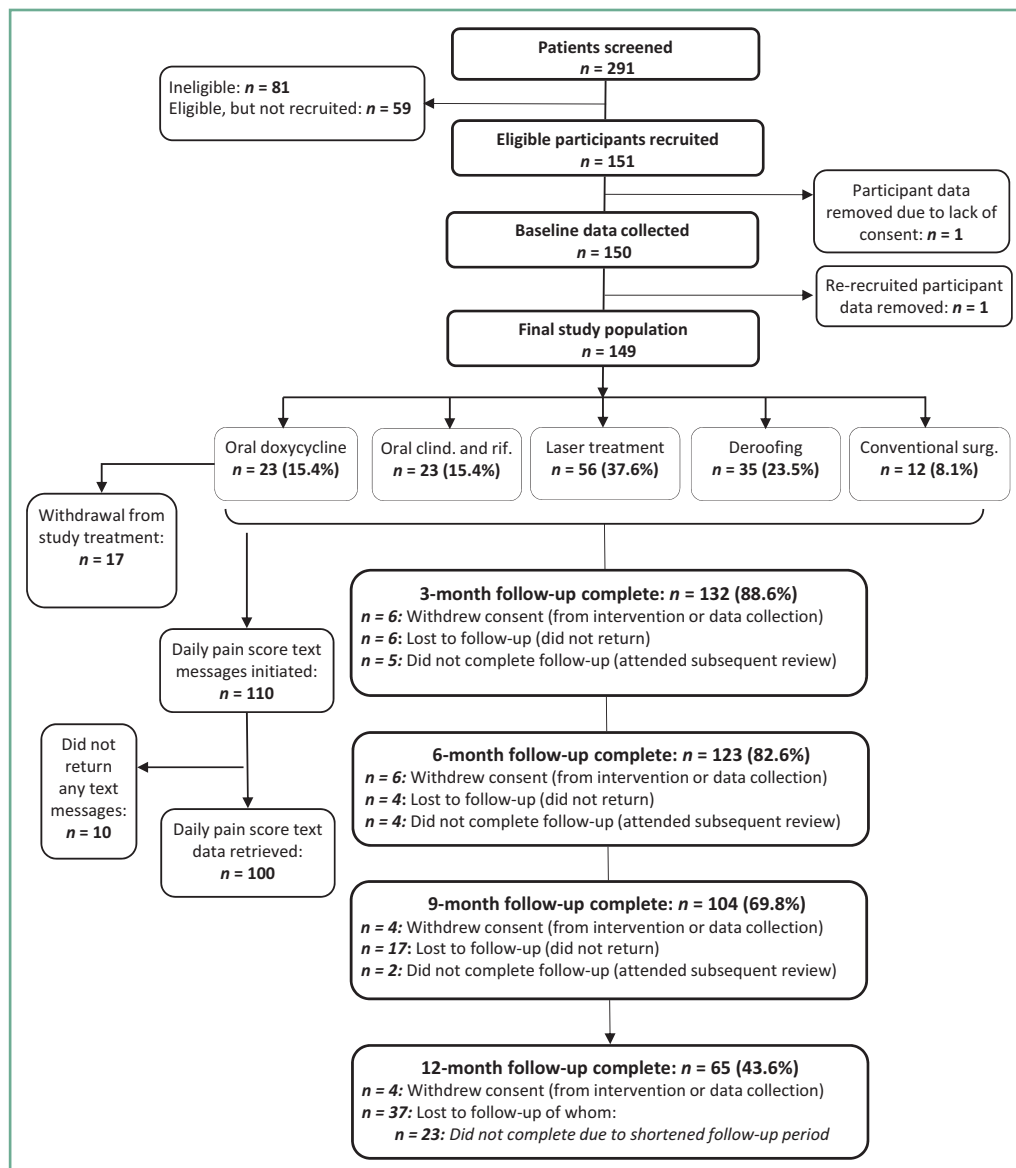 Patients screened
n = 291
Ineligible: n = 81
Eligible, but not recruited: n = 59
Eligible participants recruited
n = 151
Participant data
removed due to lack of
consent: n = 1
Baseline data collected
n = 150
Re-recruited participant
data removed: n = 1
Final study population
n = 149
Oral doxycycline
n = 23 (15.4%)
Oral clind. and rif.
n = 23 (15.4%)
Laser treatment
n = 56 (37.6%)
Deroofing
n = 35 (23.5%)
Conventional surg.
n = 12 (8.1%)
Withdrawal from
study treatment:
n = 17
3-month follow-up complete: n = 132 (88.6%)
n = 6: Withdrew consent (from intervention or data collection)
n = 6: Lost to follow-up (did not return)
n = 5: Did not complete follow-up (attended subsequent review)
Daily pain score text
messages initiated:
n = 110
Did not
return
any text
messages:
n = 10
Daily pain score text
data retrieved:
n = 100
6-month follow-up complete: n = 123 (82.6%)
n = 6: Withdrew consent (from intervention or data collection)
n = 4: Lost to follow-up (did not return)
n = 4: Did not complete follow-up (attended subsequent review)
9-month follow-up complete: n = 104 (69.8%)
n = 4: Withdrew consent (from intervention or data collection)
n = 17: Lost to follow-up (did not return)
n = 2: Did not complete follow-up (attended subsequent review)
12-month follow-up complete: n = 65 (43.6%)
n = 4: Withdrew consent (from intervention or data collection)
n = 37: Lost to follow-up of whom:
n = 23: Did not complete due to shortened follow-up period